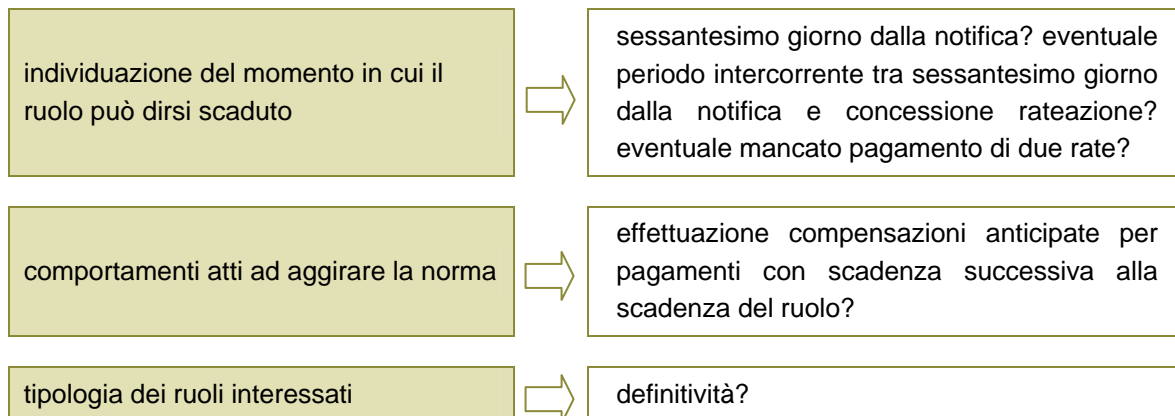 individuazione del momento in cui il
ruolo può dirsi scaduto
sessantesimo giorno dalla notifica? eventuale
periodo intercorrente tra sessantesimo giorno
dalla notifica e concessione rateazione?
eventuale mancato pagamento di due rate?
comportamenti atti ad aggirare la norma
effettuazione compensazioni anticipate per
pagamenti con scadenza successiva alla
scadenza del ruolo?
tipologia dei ruoli interessati
definitività?